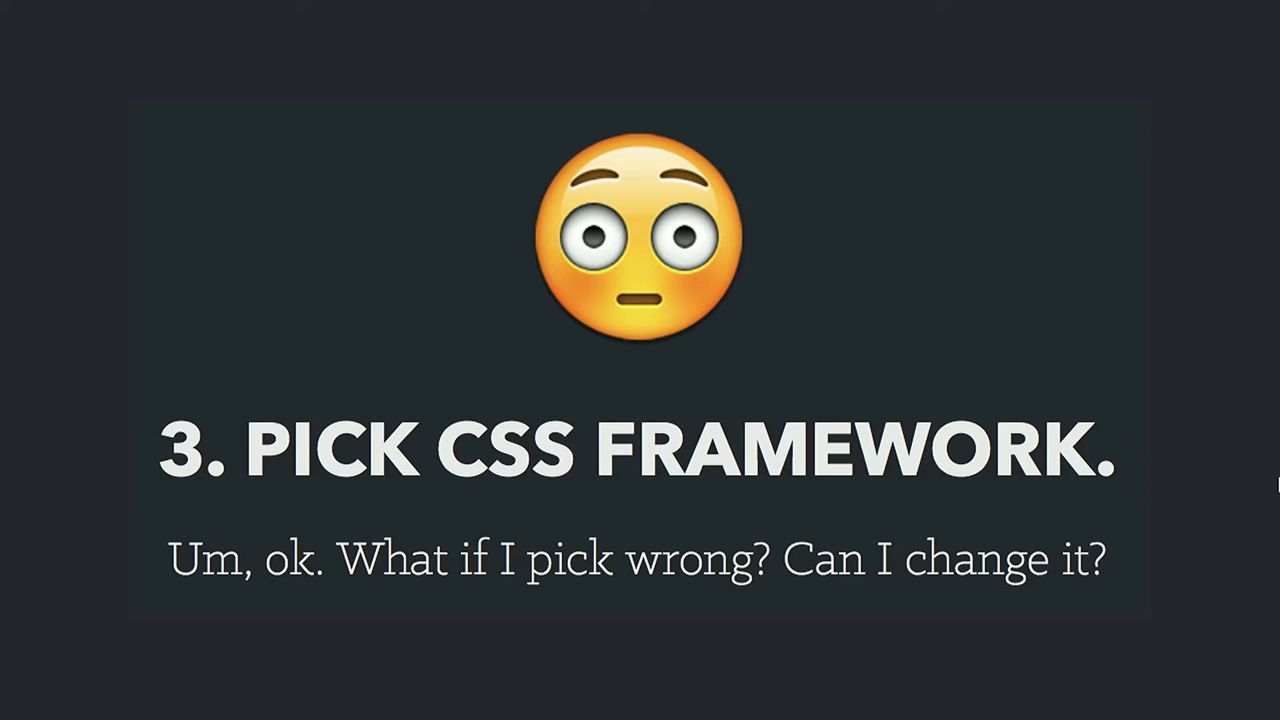 3. PICK CSS FRAMEWORK.
Um, ok. What if I pick wrong? Can I change it?